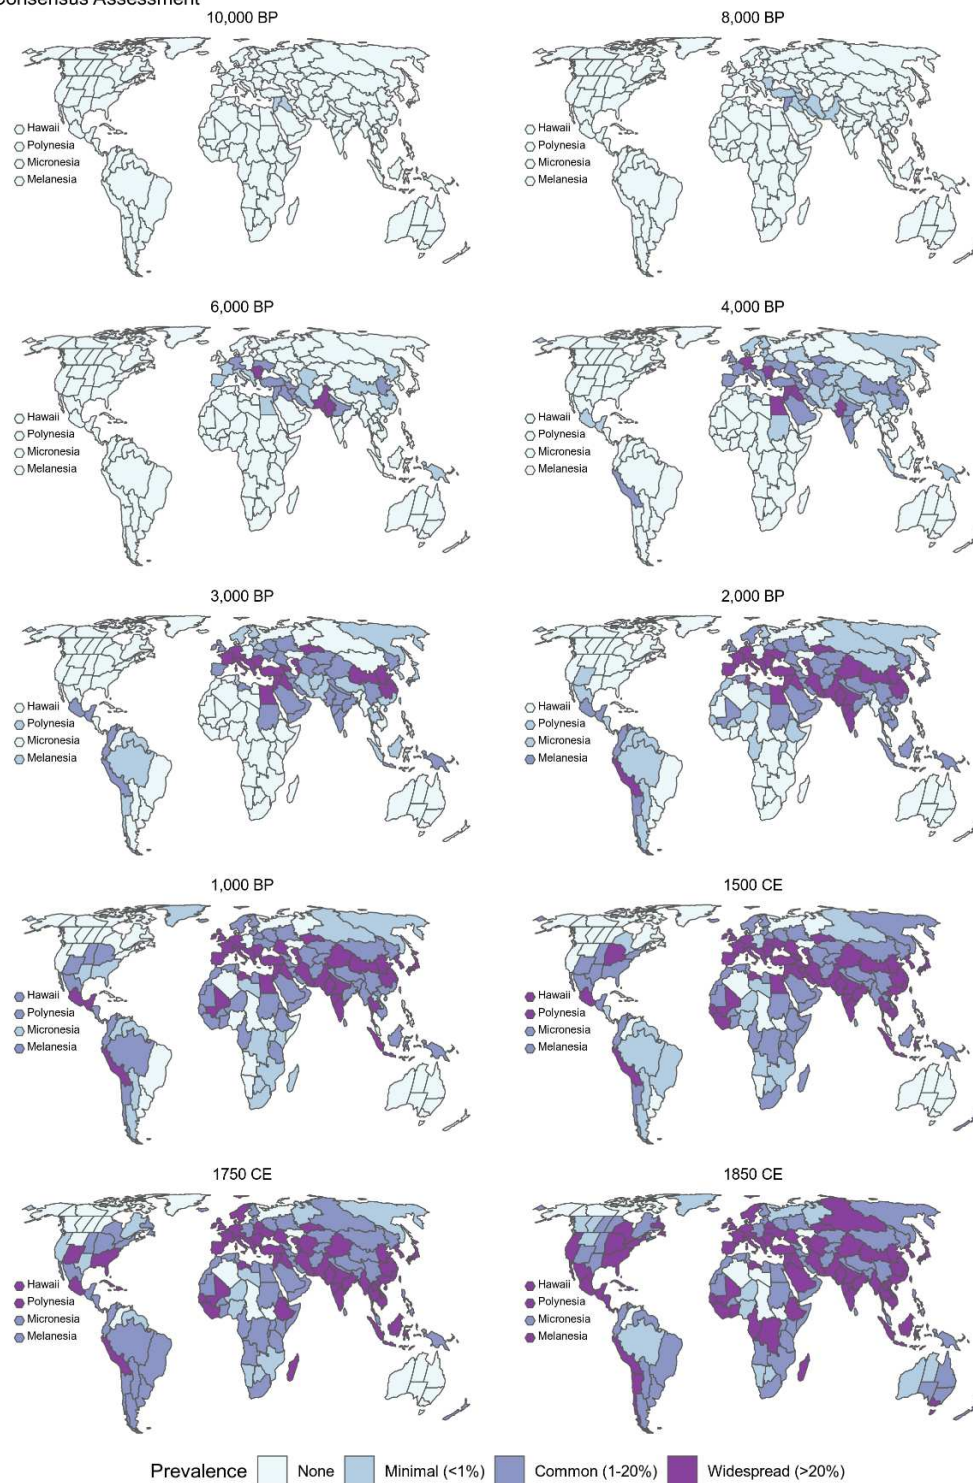 Consensus Assessment
10,000 BP
8,000 BP
Hawaii
Polynesia
Micronesia
Melanesia
Hawaii
Polynesia
Micronesia
Melanesia
6,000 BP
4,000 BP
Hawaii
Polynesia
Micronesia
Melanesia
Hawaii
Polynesia
Micronesia
Melanesia
3,000 BP
2,000 BP
Hawaii
Polynesia
Micronesia
Melanesia
Hawaii
Polynesia
Micronesia
Melanesia
1,000 BP
1500 CE
Hawaii
Polynesia
Micronesia
Melanesia
Hawaii
Polynesia
Micronesia
Melanesia
1750 CE
1850 CE
Hawaii
Polynesia
Micronesia
Melanesia
Hawaii
Polynesia
Micronesia
Melanesia
Prevalence None Minimal (<1%) Common (1-20%) Widespread (>20%)